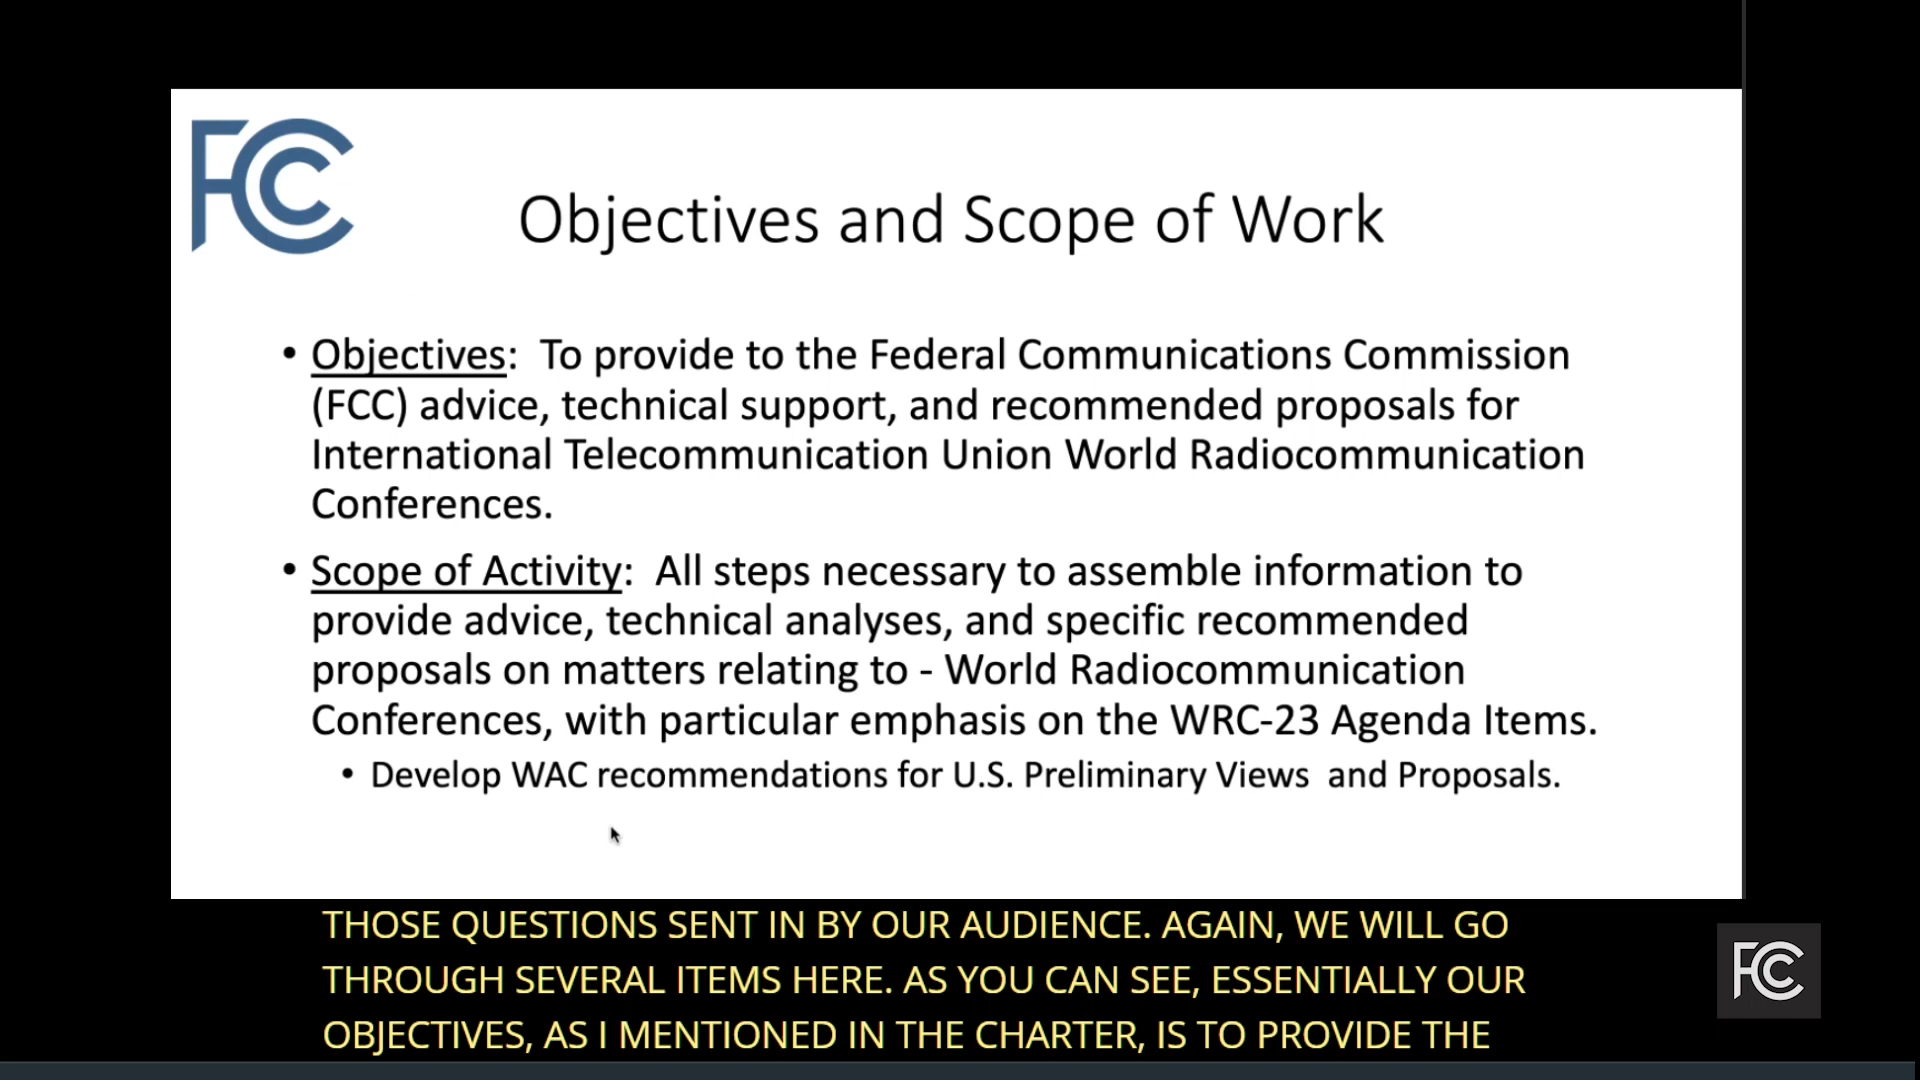 FCC
Objectives and Scope of Work
• Objectives:  To provide to the Federal Communications Commission
(FCC) advice, technical support, and recommended proposals for
International Telecommunication Union World Radiocommunication
Conferences.
• Scope of Activity:  All steps necessary to assemble information to
provide advice, technical analyses, and specific recommended
proposals on matters relating to - World Radiocommunication
Conferences, with particular emphasis on the WRC-23 Agenda Items.
• Develop WAC recommendations for U.S. Preliminary Views  and Proposals.
THOSE QUESTIONS SENT IN BY OUR AUDIENCE. AGAIN, WE WILL GO
THROUGH SEVERAL ITEMS HERE. AS YOU CAN SEE, ESSENTIALLY OUR
OBJECTIVES, AS I MENTIONED IN THE CHARTER, IS TO PROVIDE THE
FCC